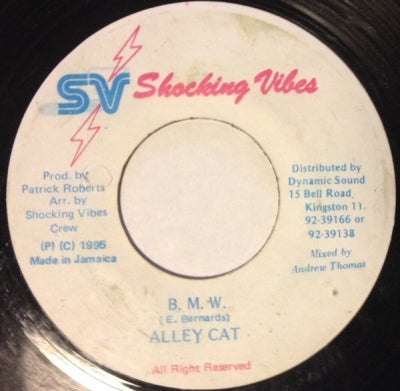 SV Shocking Vibes
Prod. by
Patrick Roberts
Arr. by
Shocking Vibes
Crew
(P) (C) 1995
Made in Jamaica
Distributed by
Dynamic Sound
15 Bell Road,
Kingston 11.
92-39166 or
92-39138
Mixed by
Andrew Thomas
B. M. W.
(E. Bernards)
ALLEY CAT
All Right Reserved